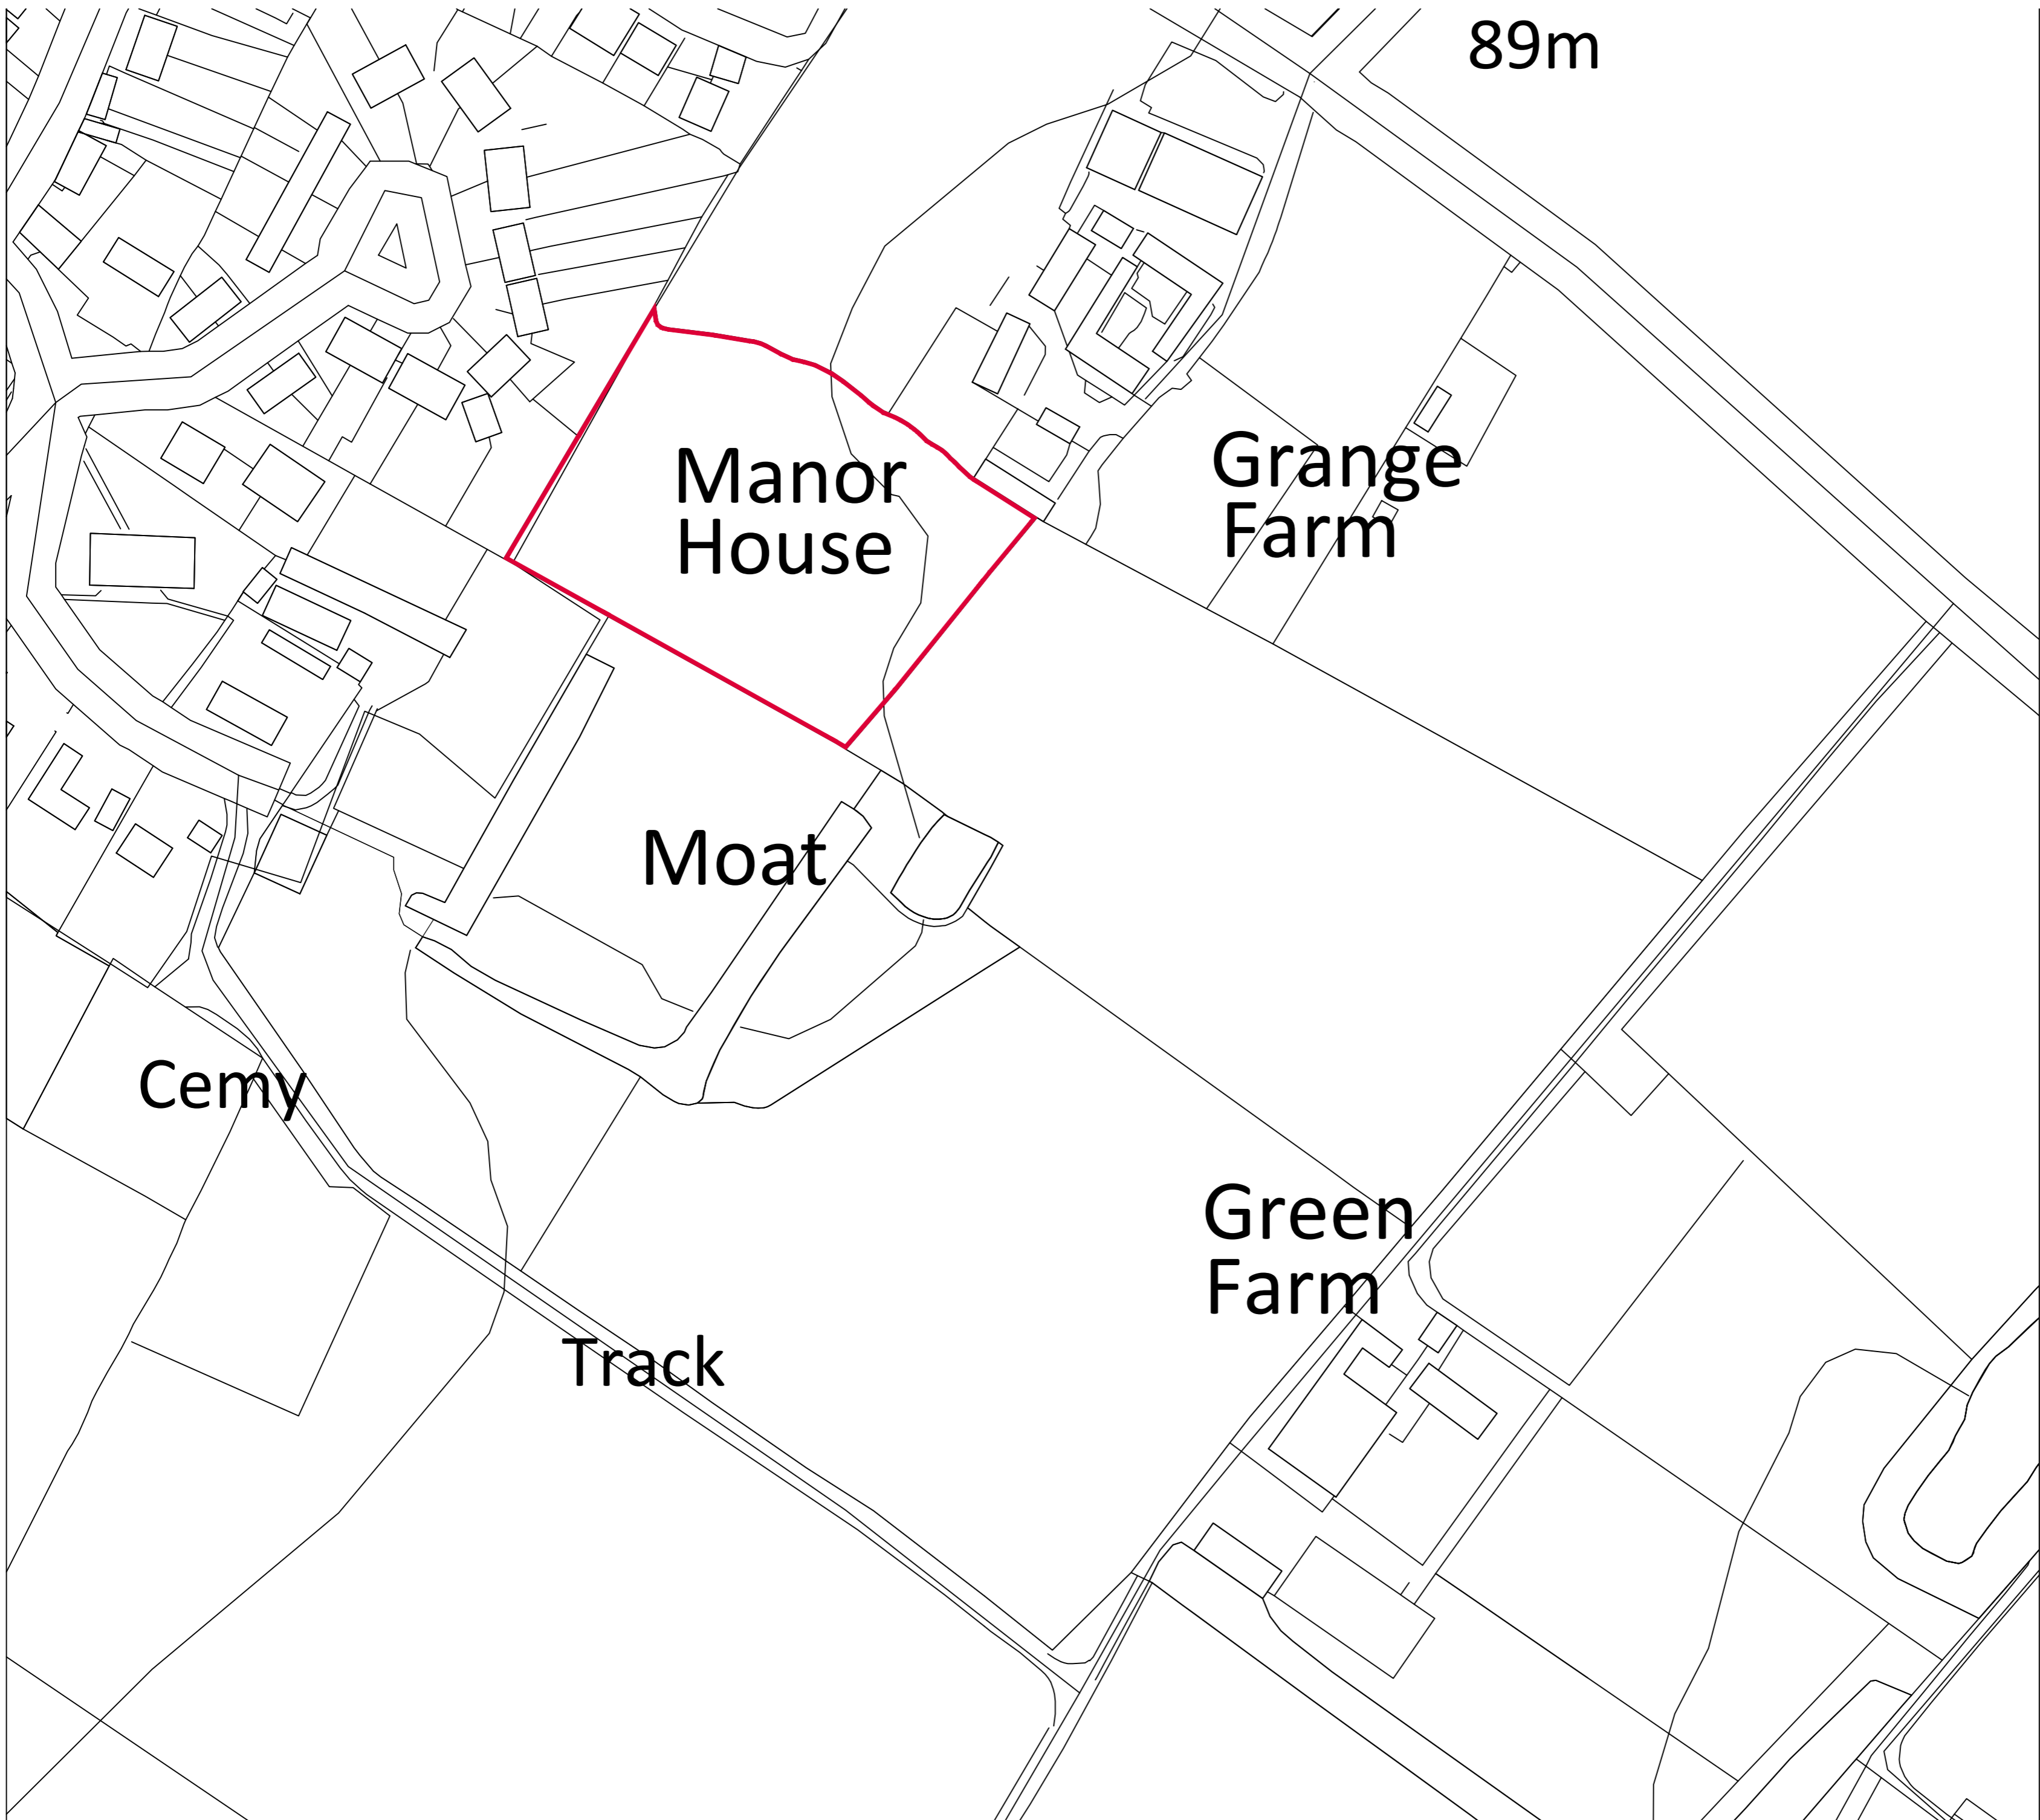 89m
Manor
House
Grange
Farm
Moat
Cemy
Green
Farm
Track